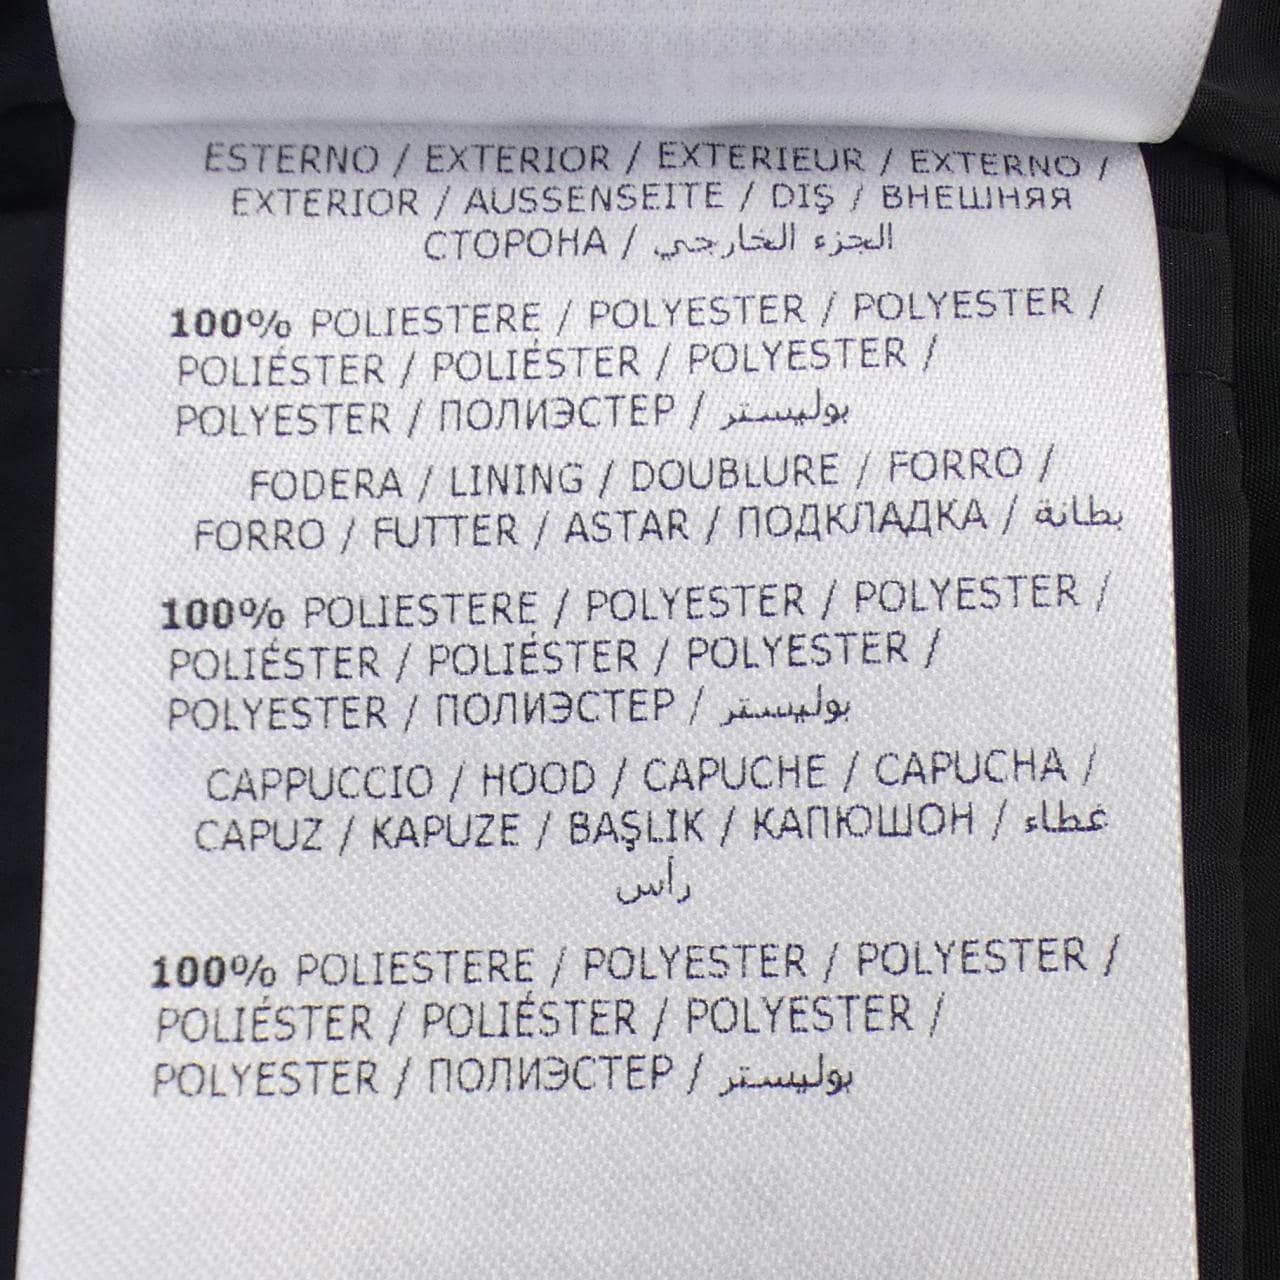 ESTERNO / EXTERIOR / EXTERIEUR / EXTERNO /
EXTERIOR / AUSSENSEITE / DIŞ / ВНЕШНЯЯ
СТОРОНА / الجزء الخارجي
100% POLIESTERE / POLYESTER / POLYESTER /
POLIÉSTER / POLIÉSTER / POLYESTER /
POLYESTER / ПОЛИЭСТЕР / بوليستر
FODERA / LINING / DOUBLURE / FORRO /
FORRO / FUTTER / ASTAR / ПОДКЛАДКА / بطانة
100% POLIESTERE / POLYESTER / POLYESTER /
POLIÉSTER / POLIÉSTER / POLYESTER /
POLYESTER / ПОЛИЭСТЕР / بوليستر
CAPPUCCIO / HOOD / CAPUCHE / CAPUCHA /
CAPUZ / KAPUZE / BAŞLIK / КАПЮШОН / غطاء
رأس
100% POLIESTERE / POLYESTER / POLYESTER /
POLIÉSTER / POLIÉSTER / POLYESTER /
POLYESTER / ПОЛИЭСТЕР / بوليستر